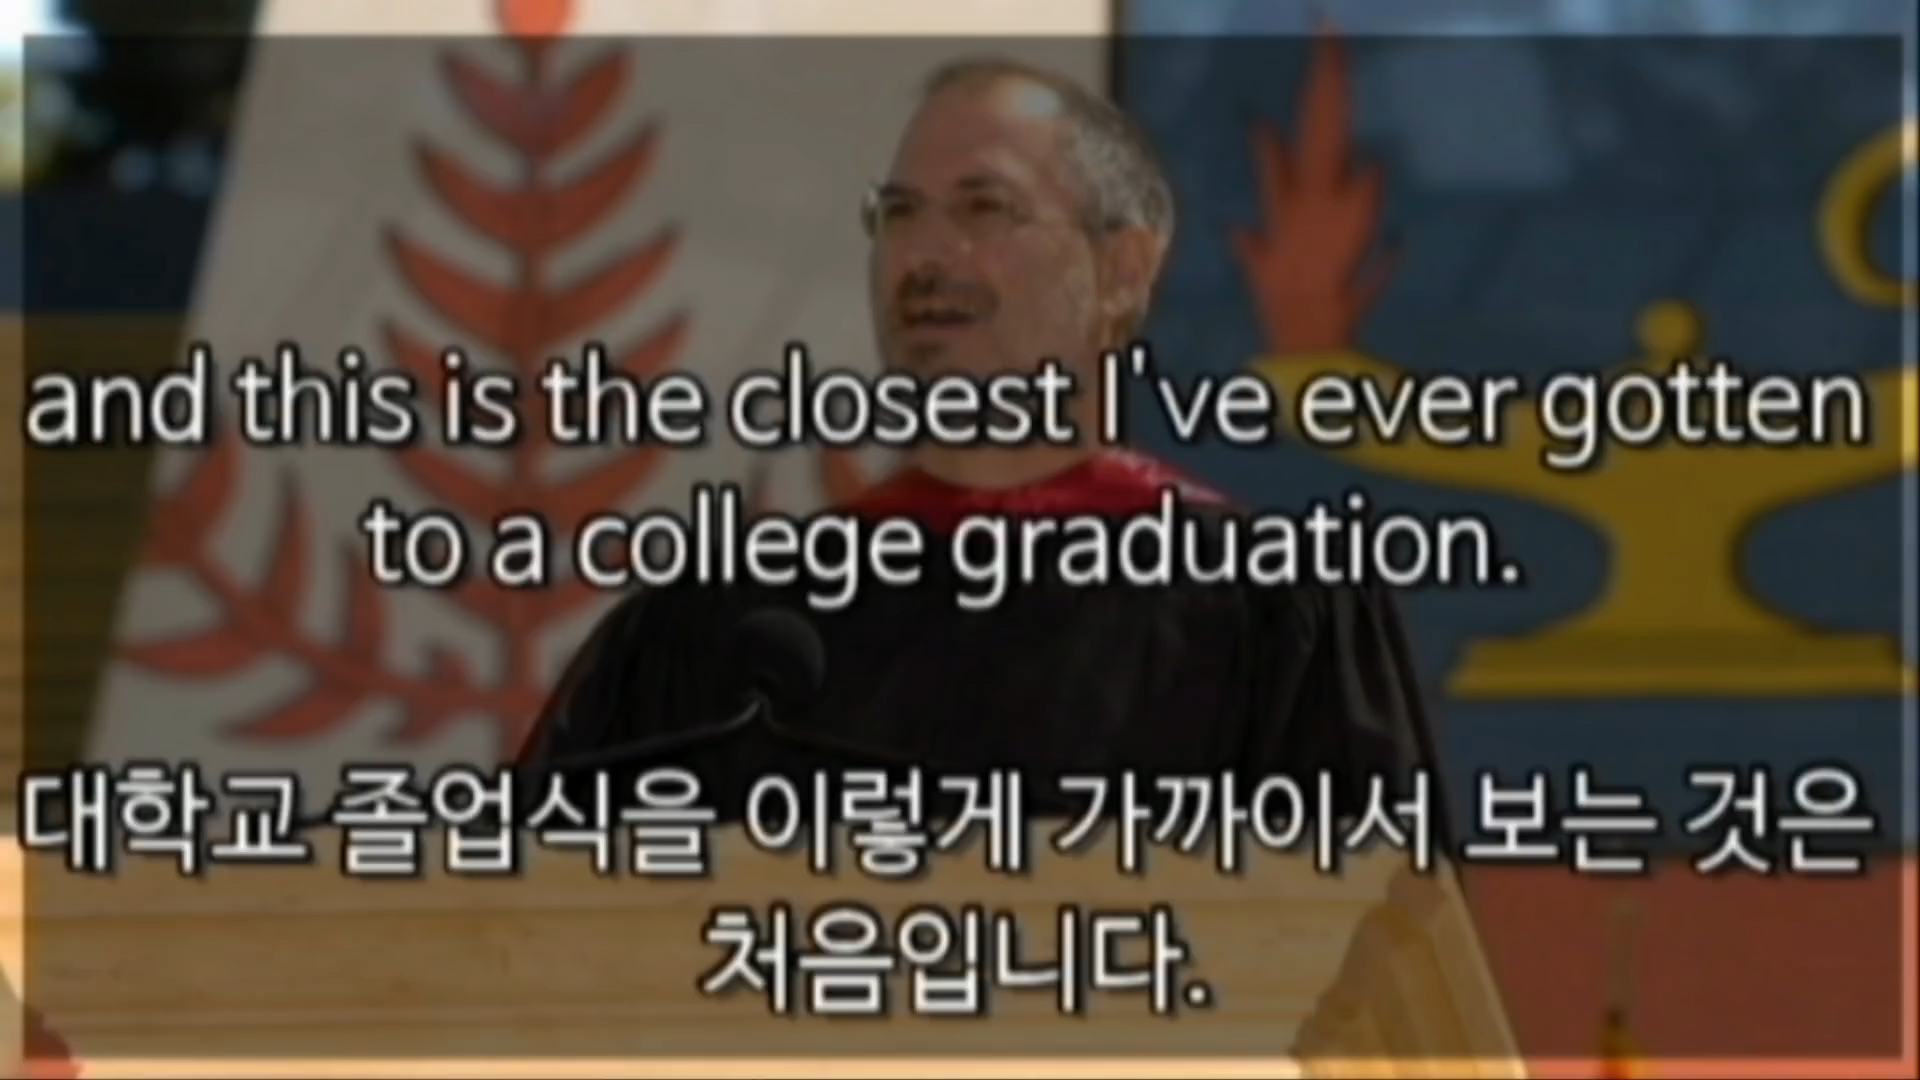 and this is the closest I've ever gotten
to a college graduation.
대학교 졸업식을 이렇게 가까이서 보는 것은
처음입니다.